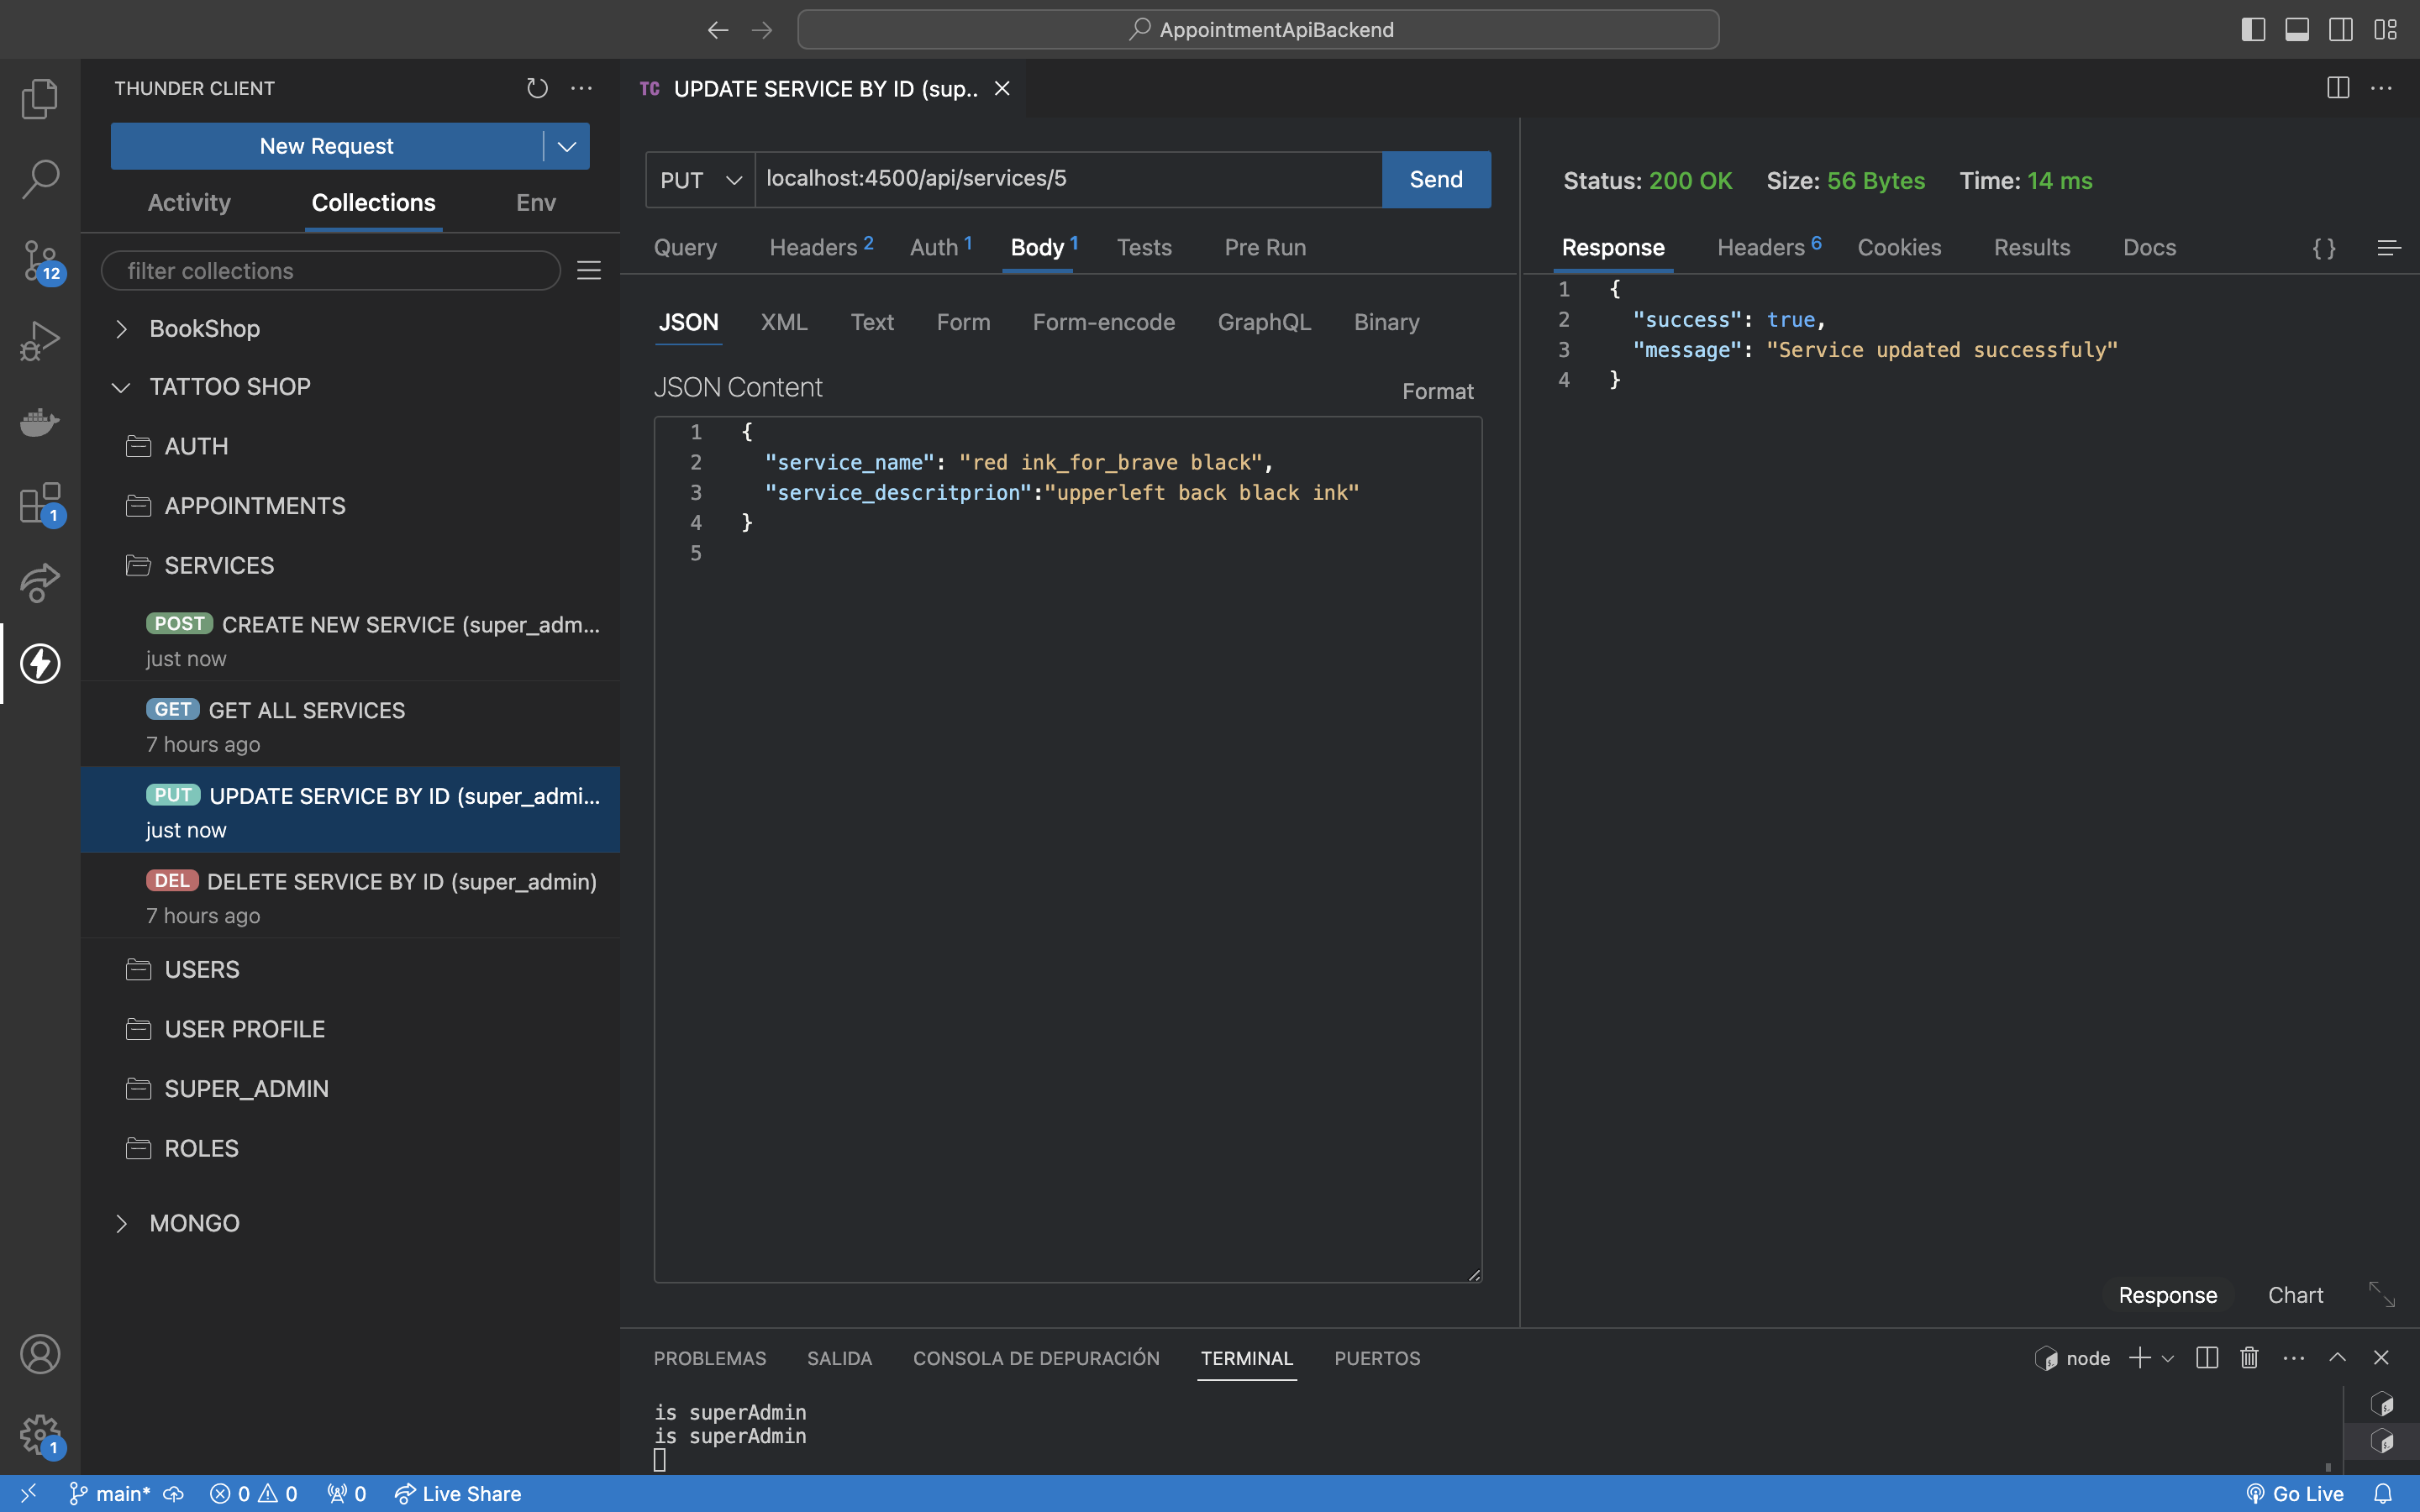 AppointmentApiBackend
THUNDER CLIENT
New Request
Activity
Collections
Env
filter collections
BookShop
TATTOO SHOP
AUTH
APPOINTMENTS
SERVICES
POST CREATE NEW SERVICE (super_adm...
just now
GET GET ALL SERVICES
7 hours ago
PUT UPDATE SERVICE BY ID (super_admi...
just now
DEL DELETE SERVICE BY ID (super_admin)
7 hours ago
USERS
USER PROFILE
SUPER_ADMIN
ROLES
MONGO
12
1
1
TC UPDATE SERVICE BY ID (sup..
PUT localhost:4500/api/services/5 Send
Query Headers 2 Auth 1 Body 1 Tests Pre Run
JSON XML Text Form Form-encode GraphQL Binary
JSON Content Format
1 {
2 "service_name": "red ink_for_brave black",
3 "service_descritprion":"upperleft back black ink"
4 }
5
Status: 200 OK Size: 56 Bytes Time: 14 ms
Response Headers 6 Cookies Results Docs {}
1 {
2 "success": true,
3 "message": "Service updated successfuly"
4 }
Response Chart
PROBLEMAS SALIDA CONSOLA DE DEPURACIÓN TERMINAL PUERTOS node
is superAdmin
is superAdmin
main* 0 0 0 Live Share Go Live